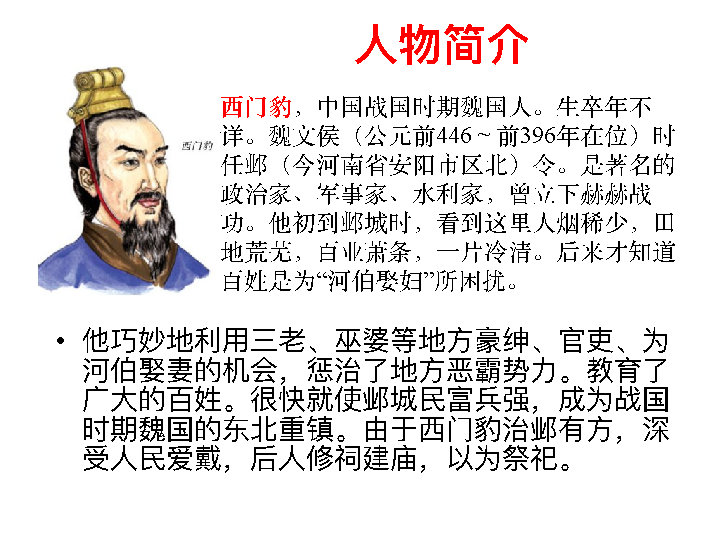 人物简介
西门豹
西门豹，中国战国时期魏国人。生卒年不
详。魏文侯（公元前446 ~ 前396年在位）时
任邺（今河南省安阳市区北）令。是著名的
政治家、军事家、水利家，曾立下赫赫战
功。他初到邺城时，看到这里人烟稀少，田
地荒芜，百业萧条，一片冷清。后来才知道
百姓是为“河伯娶妇”所困扰。
• 他巧妙地利用三老、巫婆等地方豪绅、官吏、为
河伯娶妻的机会，惩治了地方恶霸势力。教育了
广大的百姓。很快就使邺城民富兵强，成为战国
时期魏国的东北重镇。由于西门豹治邺有方，深
受人民爱戴，后人修祠建庙，以为祭祀。